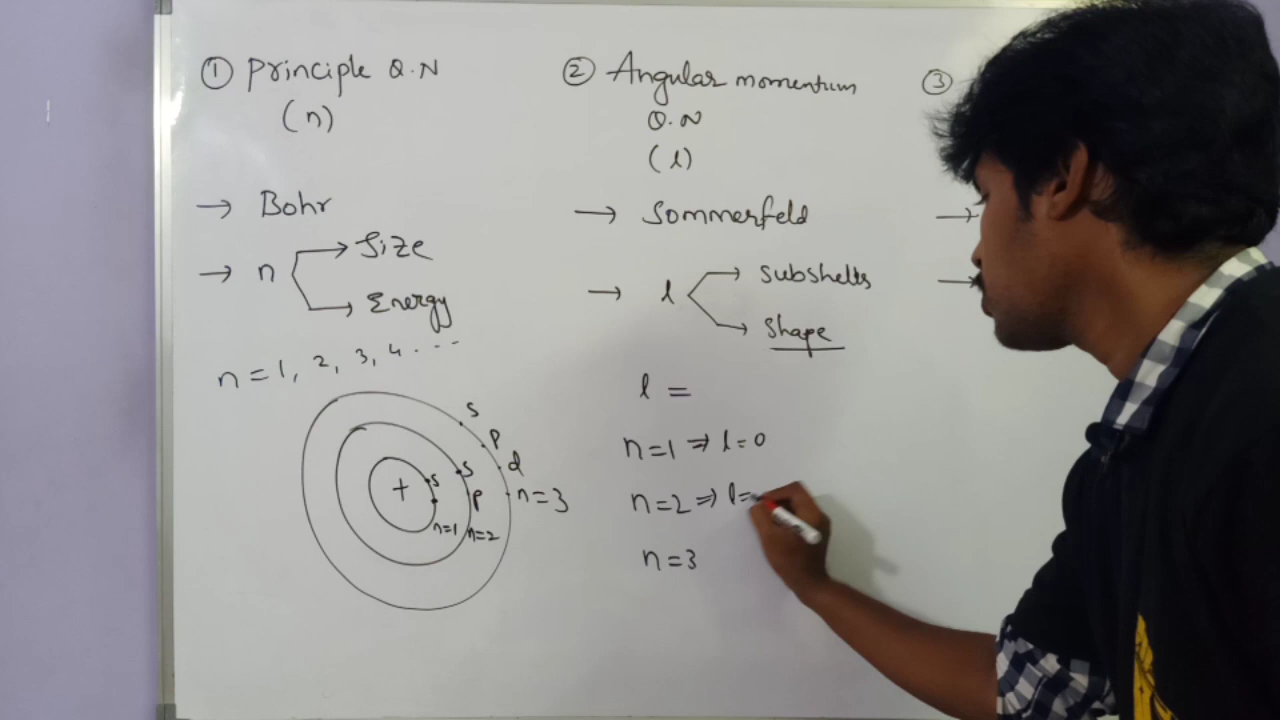 ① Principle Q.N
(n)
→ Bohr
→ n → Size
→ Energy
n = 1, 2, 3, 4 . . . .
s
p
d
n=3
+
s
n=1
s
p
n=2
② Angular momentum
Q.N
(l)
→ Sommerfeld
→ l → subshells
→ Shape
l =
n=1 ⇒ l=0
n=2 ⇒ l=
n=3
③
→
→